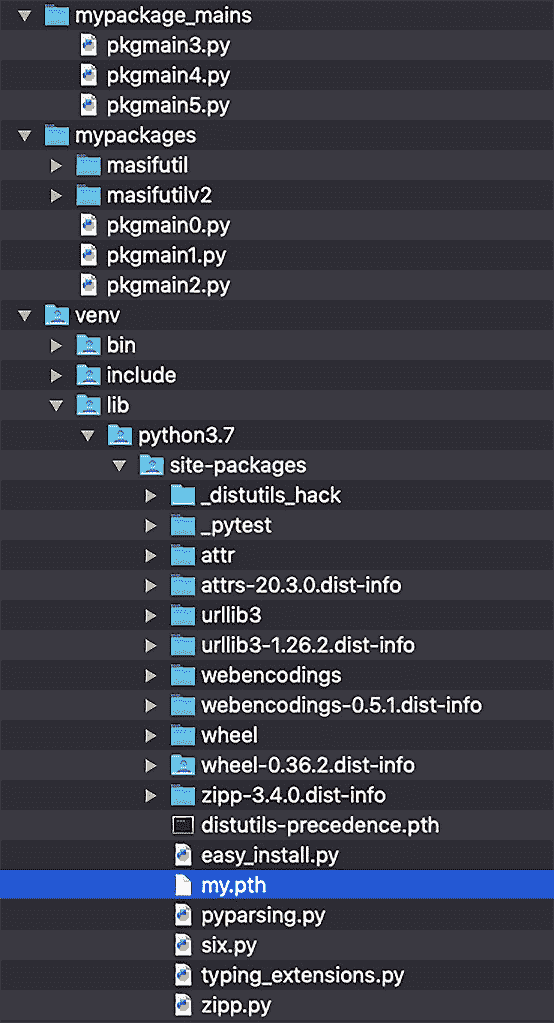 mypackage_mains
pkgmain3.py
pkgmain4.py
pkgmain5.py
mypackages
masifutil
masifutilv2
pkgmain0.py
pkgmain1.py
pkgmain2.py
venv
bin
include
lib
python3.7
site-packages
_distutils_hack
_pytest
attr
attrs-20.3.0.dist-info
urllib3
urllib3-1.26.2.dist-info
webencodings
webencodings-0.5.1.dist-info
wheel
wheel-0.36.2.dist-info
zipp-3.4.0.dist-info
distutils-precedence.pth
easy_install.py
my.pth
pyparsing.py
six.py
typing_extensions.py
zipp.py